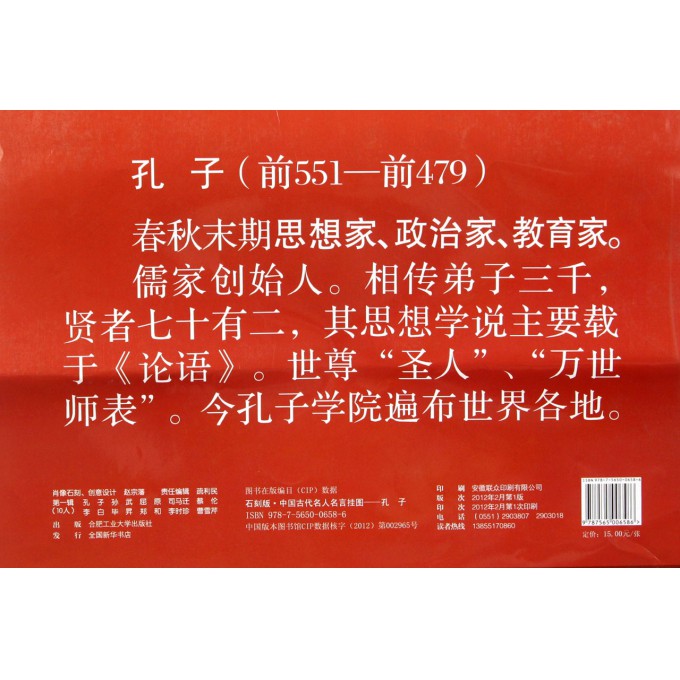 孔 子（前551—前479）
春秋末期思想家、政治家、教育家。
儒家创始人。相传弟子三千，
贤者七十有二，其思想学说主要载
于《论语》。世尊“圣人”、“万世
师表”。今孔子学院遍布世界各地。
肖像石刻、创意设计 赵宗藩 责任编辑 疏利民
第一辑 孔 子 孙 武 屈 原 司马迁 蔡 伦
(10人) 李 白 毕 昇 郑 和 李时珍 曹雪芹
出 版 合肥工业大学出版社
发 行 全国新华书店
图书在版编目（CIP）数据
石刻版·中国古代名人名言挂图——孔 子
ISBN 978-7-5650-0658-6
中国版本图书馆CIP数据核字（2012）第002965号
印 刷 安徽联众印刷有限公司
版 次 2012年2月第1版
印 次 2012年2月第1次印刷
电 话 (0551) 2903807 2903018
读者热线 13855170860
ISBN 978-7-5650-0658-6
9 787565 006586 >
定价：15.00元/张